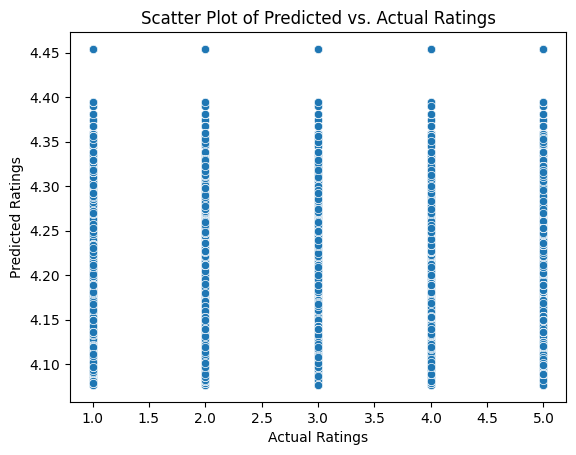 Scatter Plot of Predicted vs. Actual Ratings
4.45
4.40
4.35
4.30
4.25
4.20
4.15
4.10
Predicted Ratings
1.0 1.5 2.0 2.5 3.0 3.5 4.0 4.5 5.0
Actual Ratings